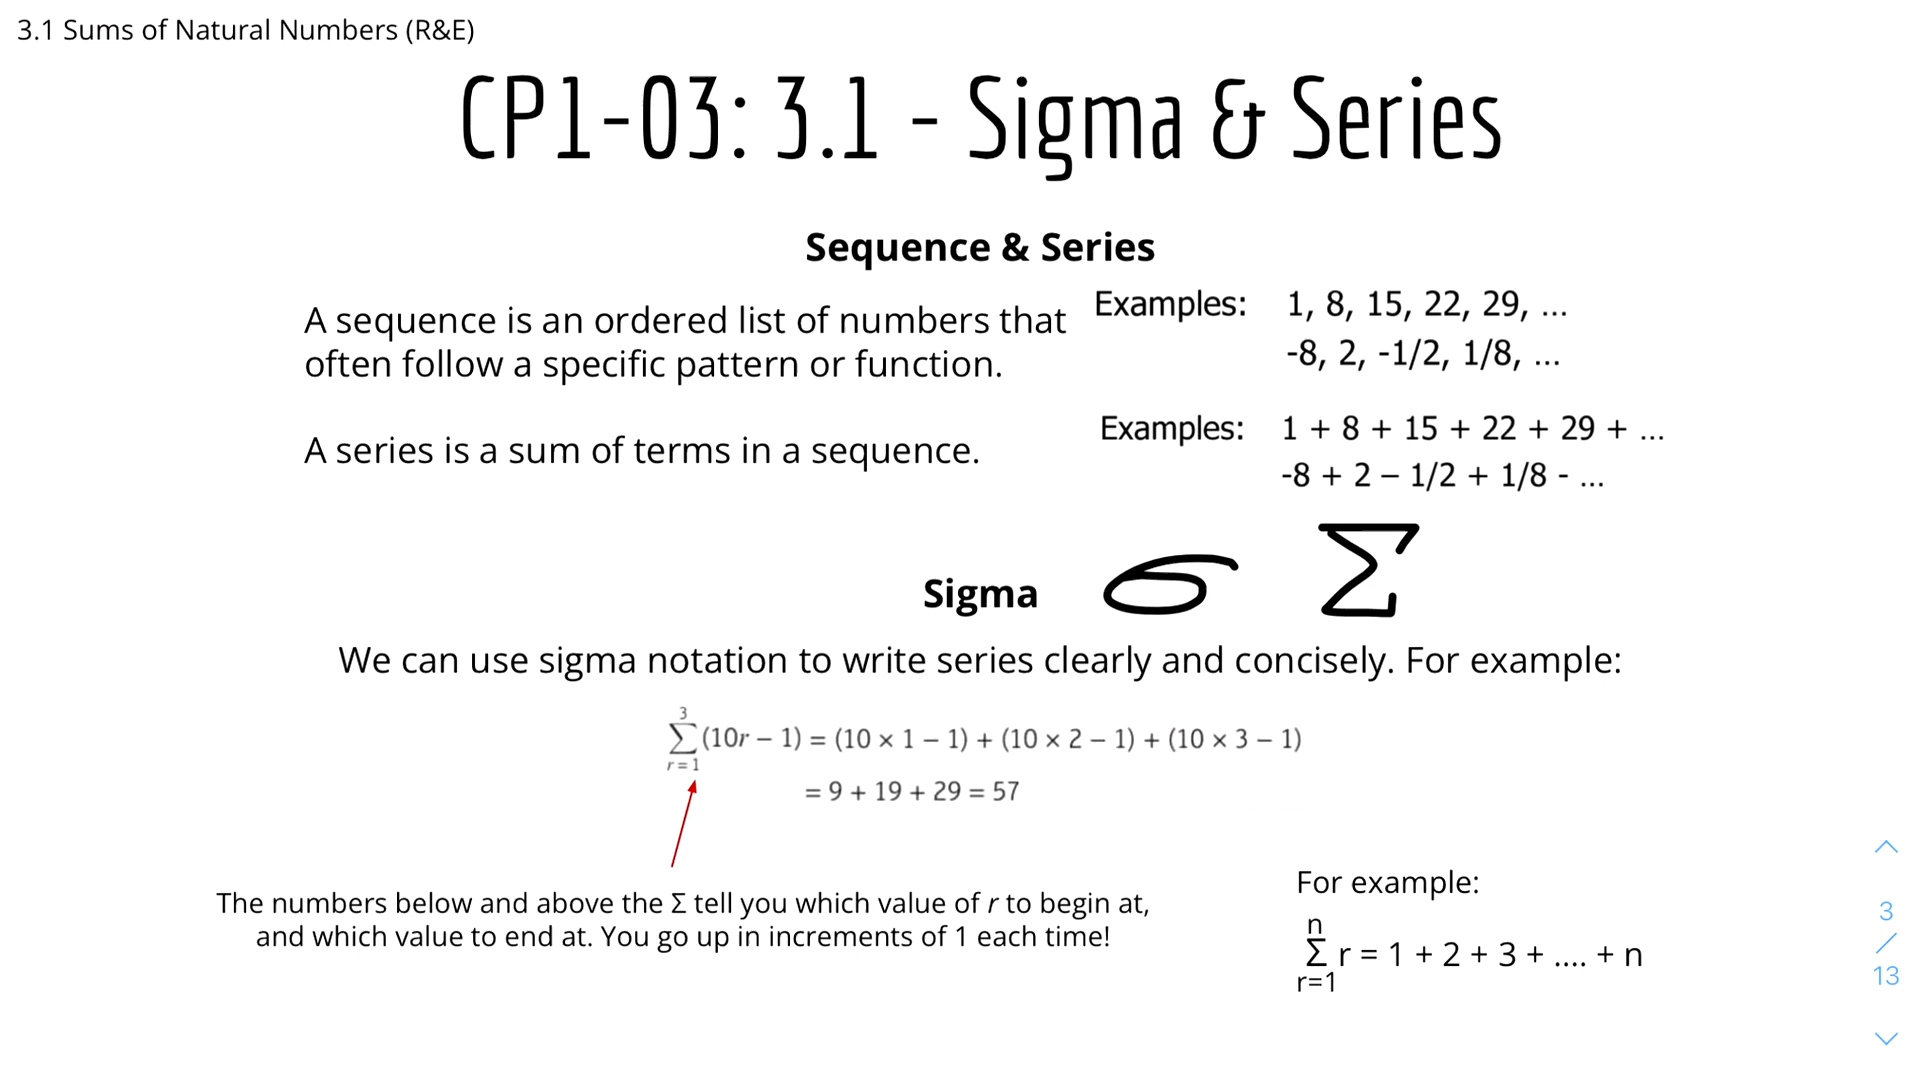 3.1 Sums of Natural Numbers (R&E)
CP1-03: 3.1 - Sigma & Series
Sequence & Series
A sequence is an ordered list of numbers that
often follow a specific pattern or function.
Examples: 1, 8, 15, 22, 29, ...
-8, 2, -1/2, 1/8, ...
A series is a sum of terms in a sequence.
Examples: 1 + 8 + 15 + 22 + 29 + ...
-8 + 2 – 1/2 + 1/8 - ...
Sigma σ Σ
We can use sigma notation to write series clearly and concisely. For example:
3
∑(10r – 1) = (10 × 1 – 1) + (10 × 2 – 1) + (10 × 3 – 1)
r = 1
= 9 + 19 + 29 = 57
The numbers below and above the Σ tell you which value of r to begin at,
and which value to end at. You go up in increments of 1 each time!
For example:
n
Σ r = 1 + 2 + 3 + .... + n
r=1
3
/
13